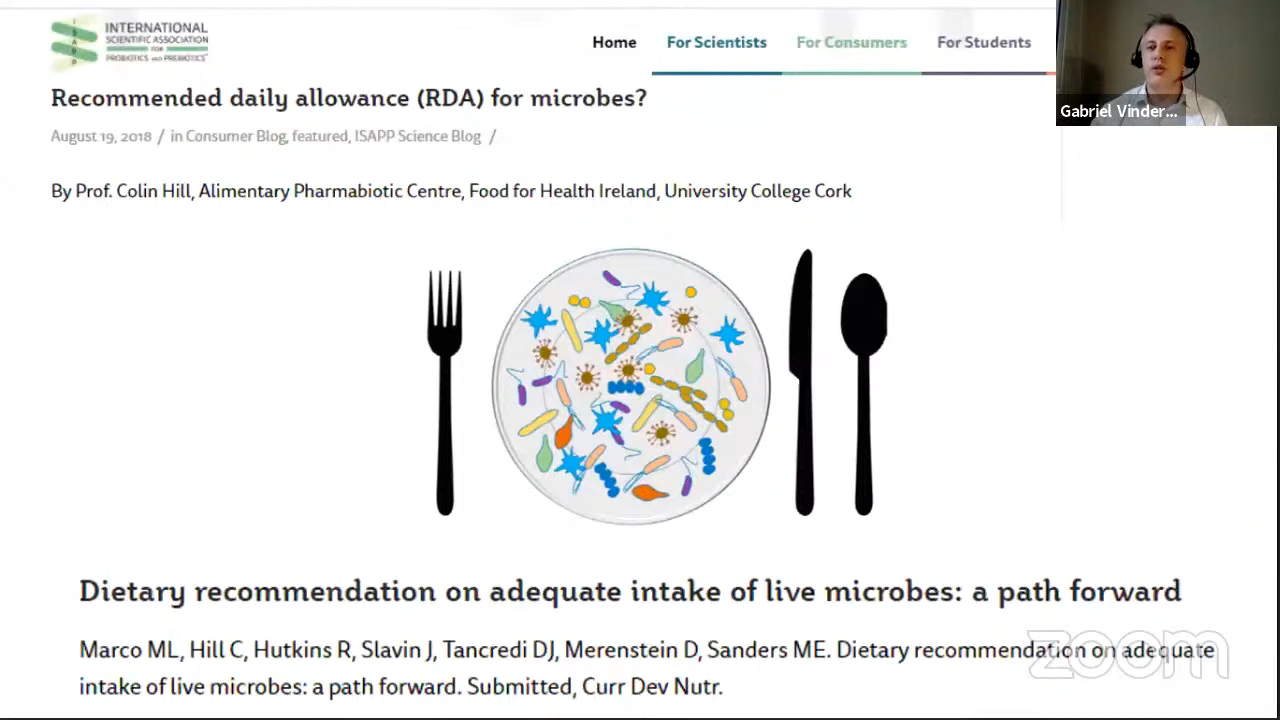 INTERNATIONAL
SCIENTIFIC ASSOCIATION
FOR
PROBIOTICS AND PREBIOTICS
Home For Scientists For Consumers For Students
Gabriel Vinder...
Recommended daily allowance (RDA) for microbes?
August 19, 2018 / in Consumer Blog, featured, ISAPP Science Blog /
By Prof. Colin Hill, Alimentary Pharmabiotic Centre, Food for Health Ireland, University College Cork
Dietary recommendation on adequate intake of live microbes: a path forward
Marco ML, Hill C, Hutkins R, Slavin J, Tancredi DJ, Merenstein D, Sanders ME. Dietary recommendation on adequate
intake of live microbes: a path forward. Submitted, Curr Dev Nutr.
zoom